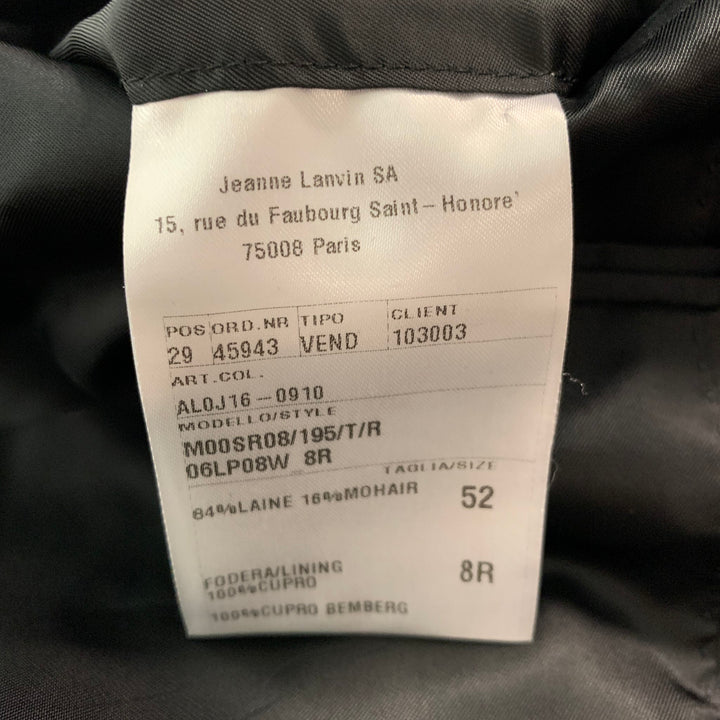 Jeanne Lanvin SA
15, rue du Faubourg Saint-Honore'
75008 Paris
POS ORD.NR TIPO CLIENT
29 45943 VEND 103003
ART.COL.
AL0J16-0910
MODELLO/STYLE
M00SR08/195/T/R
06LP08W 8R
TAGLIA/SIZE
84%LAINE 16%MOHAIR 52
FODERA/LINING
100%CUPRO 8R
100%CUPRO BEMBERG